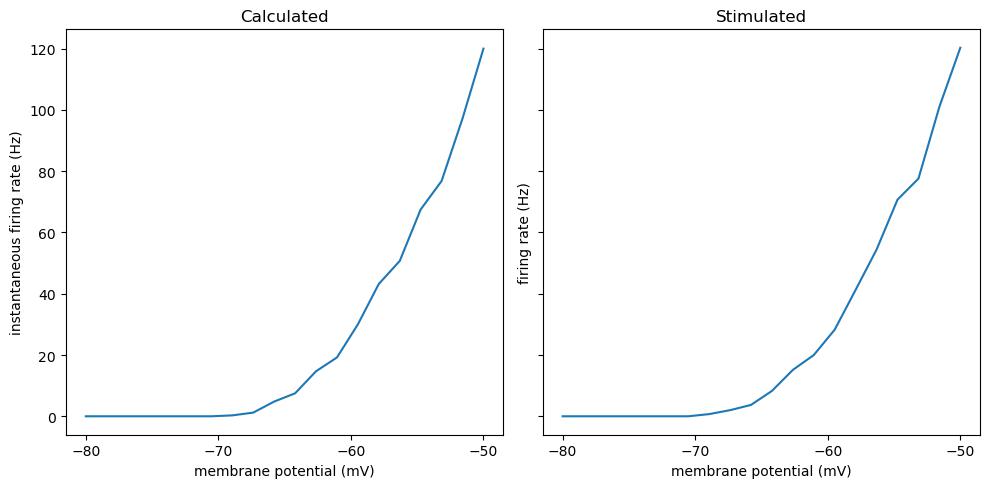 Calculated
instantaneous firing rate (Hz)
120
100
80
60
40
20
0
−80
−70
−60
−50
membrane potential (mV)
Stimulated
firing rate (Hz)
−80
−70
−60
−50
membrane potential (mV)